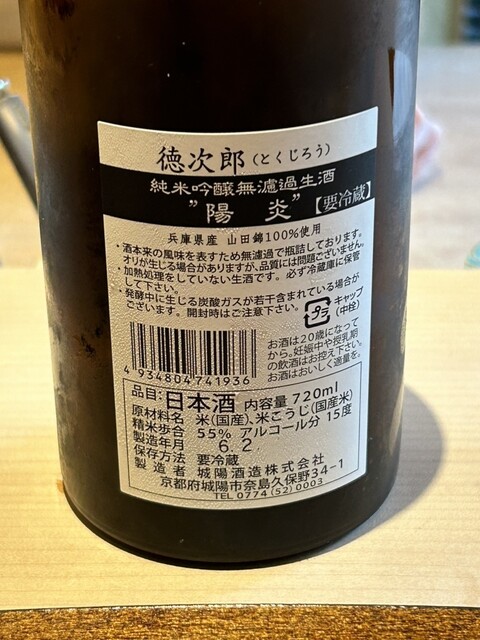 徳次郎（とくじろう）
純米吟醸無濾過生酒
"陽 炎"【要冷蔵】
兵庫県産 山田錦100%使用
・酒本来の風味を表すため無濾過で瓶詰しております。
オリが生じる場合がありますが、品質には問題ございません。
・加熱処理をしていない生酒です。必ず冷蔵庫に保管
して下さい。
・発酵中に生じる炭酸ガスが若干含まれている場合が
ございます。開封時はご注意下さい。
プラ
キャップ
(中栓)
お酒は20歳になって
から。妊娠中や授乳期
の飲酒はお控え下さい。
お酒はおいしく適量を。
4934804741936
品目：日本酒 内容量 720ml
原材料名 米(国産)、米こうじ(国産米)
精米歩合 55% アルコール分 15度
製造年月 6.2
保存方法 要冷蔵
製造者 城陽酒造株式会社
京都府城陽市奈島久保野34-1
TEL 0774 (52) 0003